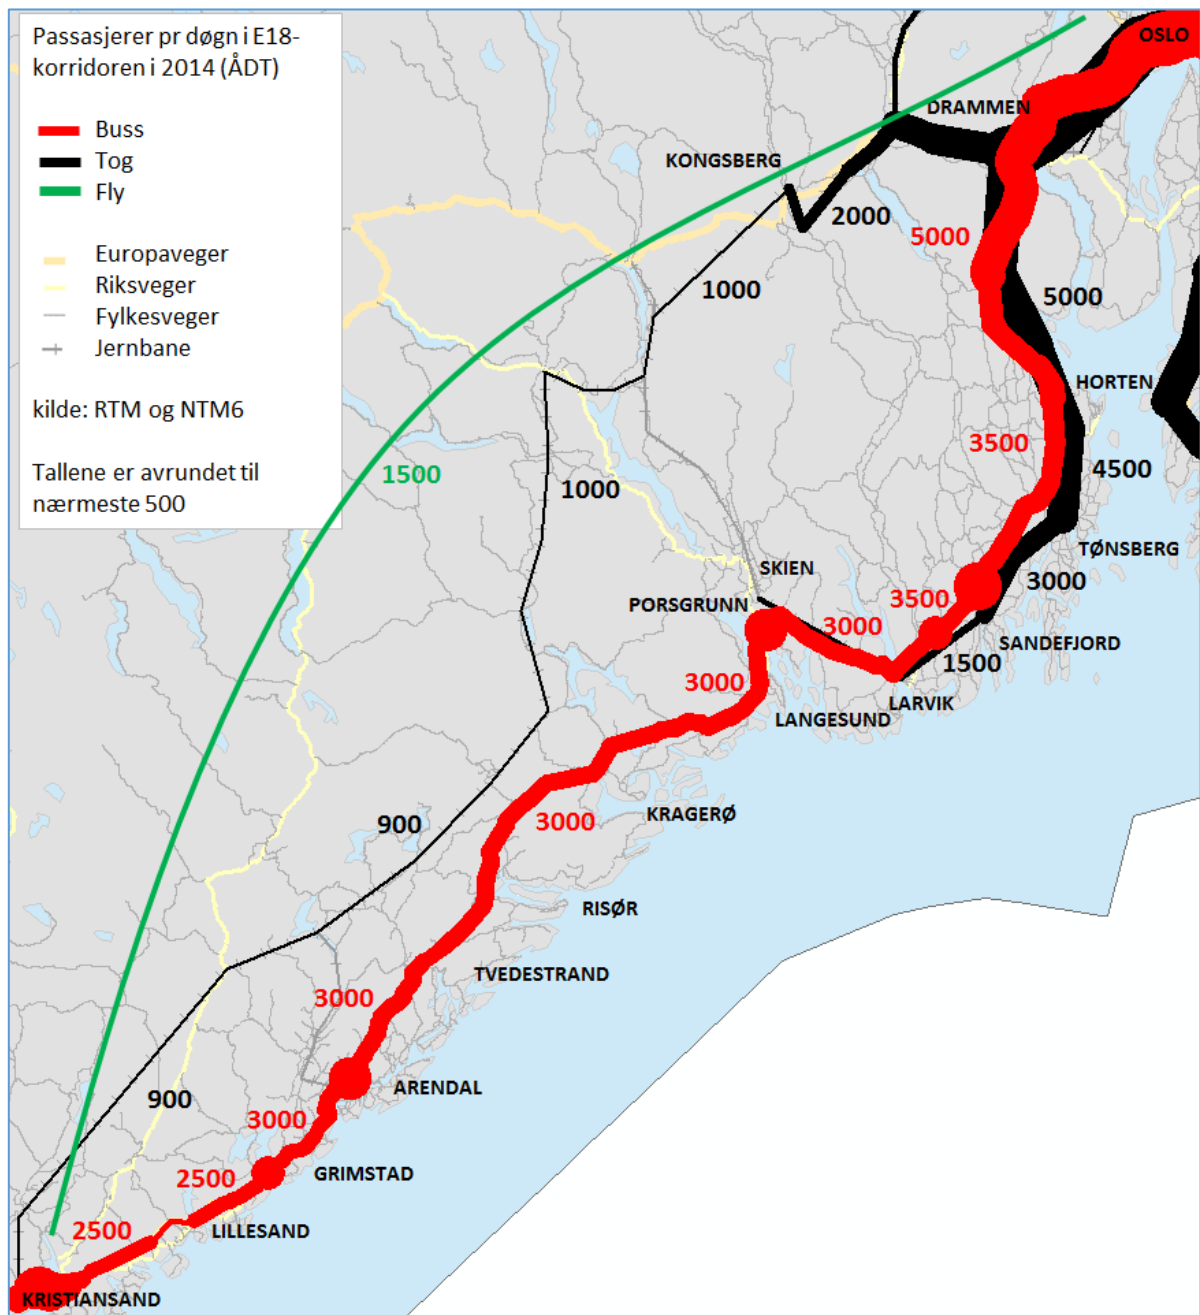 Passasjerer pr døgn i E18-
korridoren i 2014 (ÅDT)
Buss
Tog
Fly
Europaveger
Riksveger
Fylkesveger
Jernbane
kilde: RTM og NTM6
Tallene er avrundet til
nærmeste 500
OSLO
DRAMMEN
KONGSBERG
2000
5000
1000
5000
HORTEN
3500
1500
4500
1000
TØNSBERG
SKIEN
3000
3500
PORSGRUNN
3000
SANDEFJORD
1500
3000
LARVIK
LANGESUND
KRAGERØ
3000
900
RISØR
TVEDESTRAND
3000
ARENDAL
900
3000
GRIMSTAD
2500
LILLESAND
2500
KRISTIANSAND